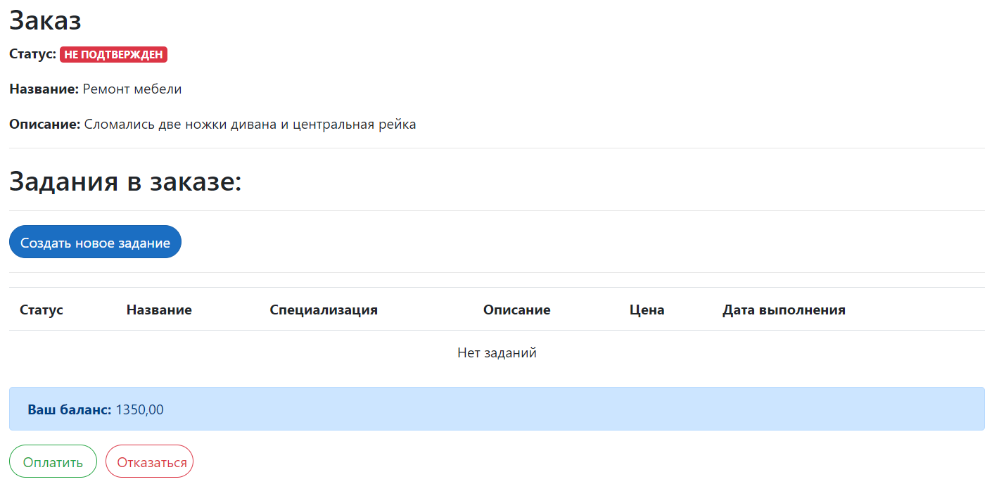 Заказ
Статус: НЕ ПОДТВЕРЖДЕН
Название: Ремонт мебели
Описание: Сломались две ножки дивана и центральная рейка
Задания в заказе:
Создать новое задание
Статус Название Специализация Описание Цена Дата выполнения
Нет заданий
Ваш баланс: 1350,00
Оплатить Отказаться